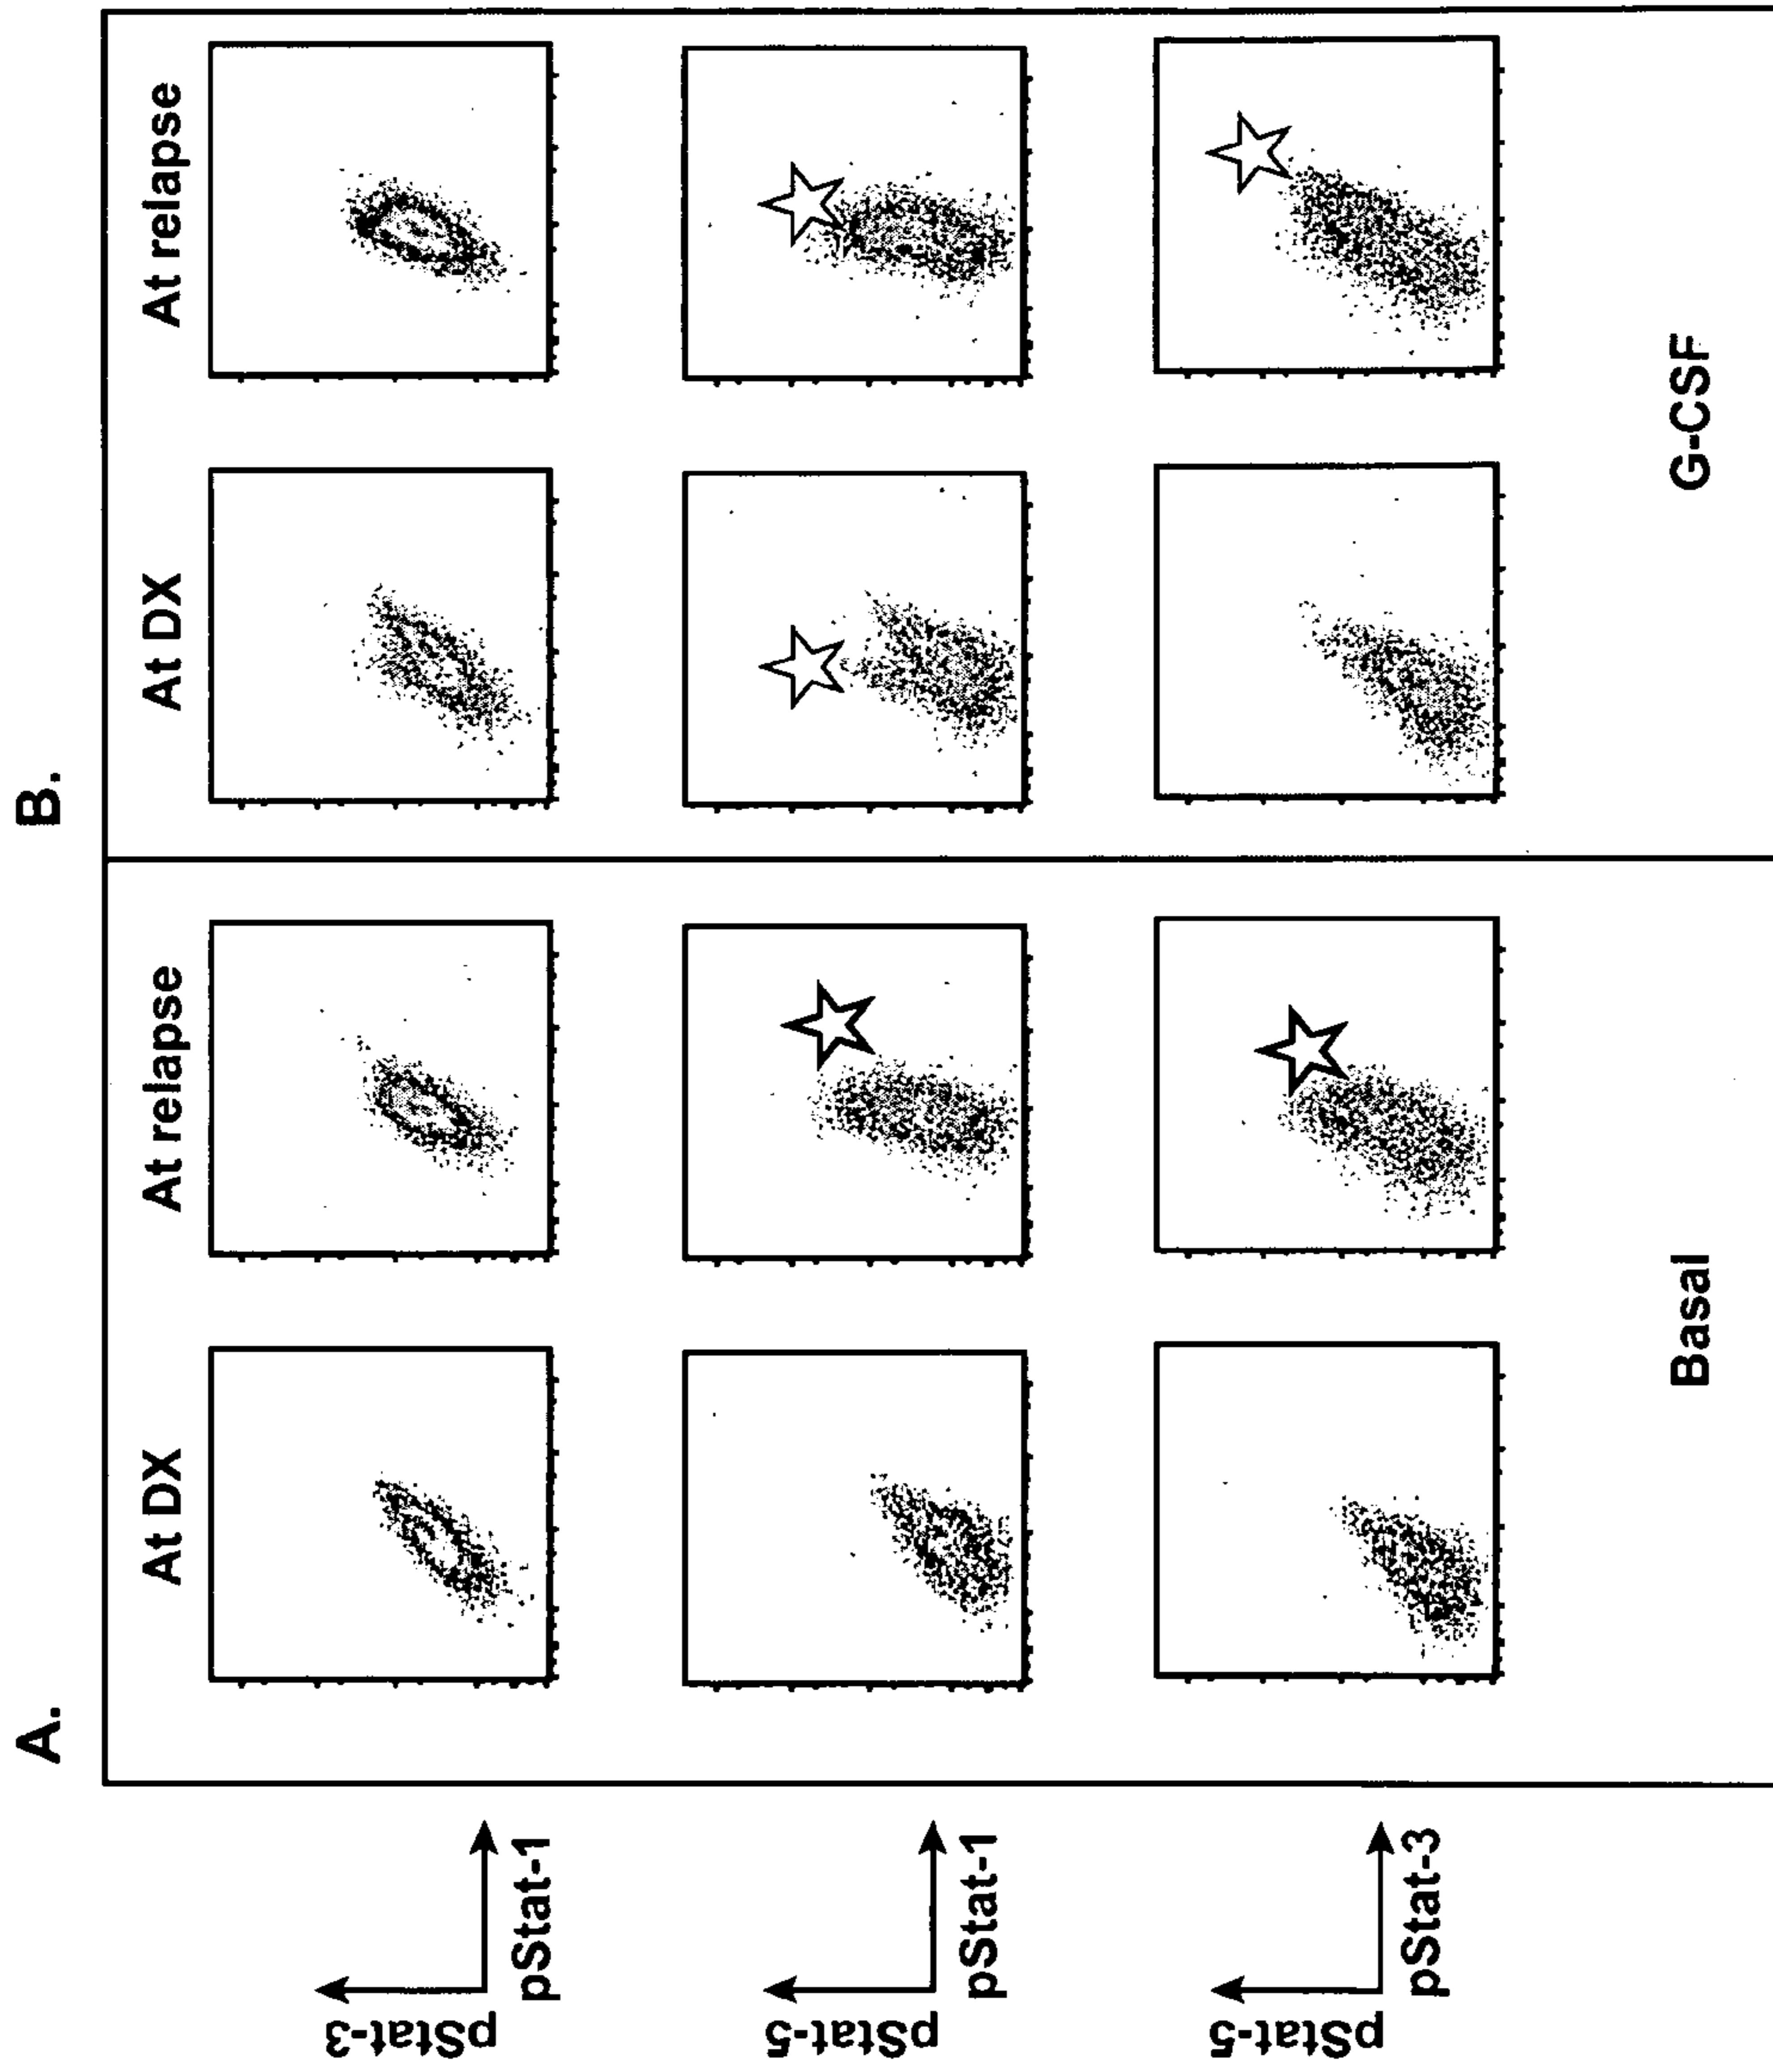 A.
B.
At DX
At relapse
At DX
At relapse
pStat-3
pStat-1
pStat-5
pStat-1
pStat-5
pStat-3
Basal
G-CSF